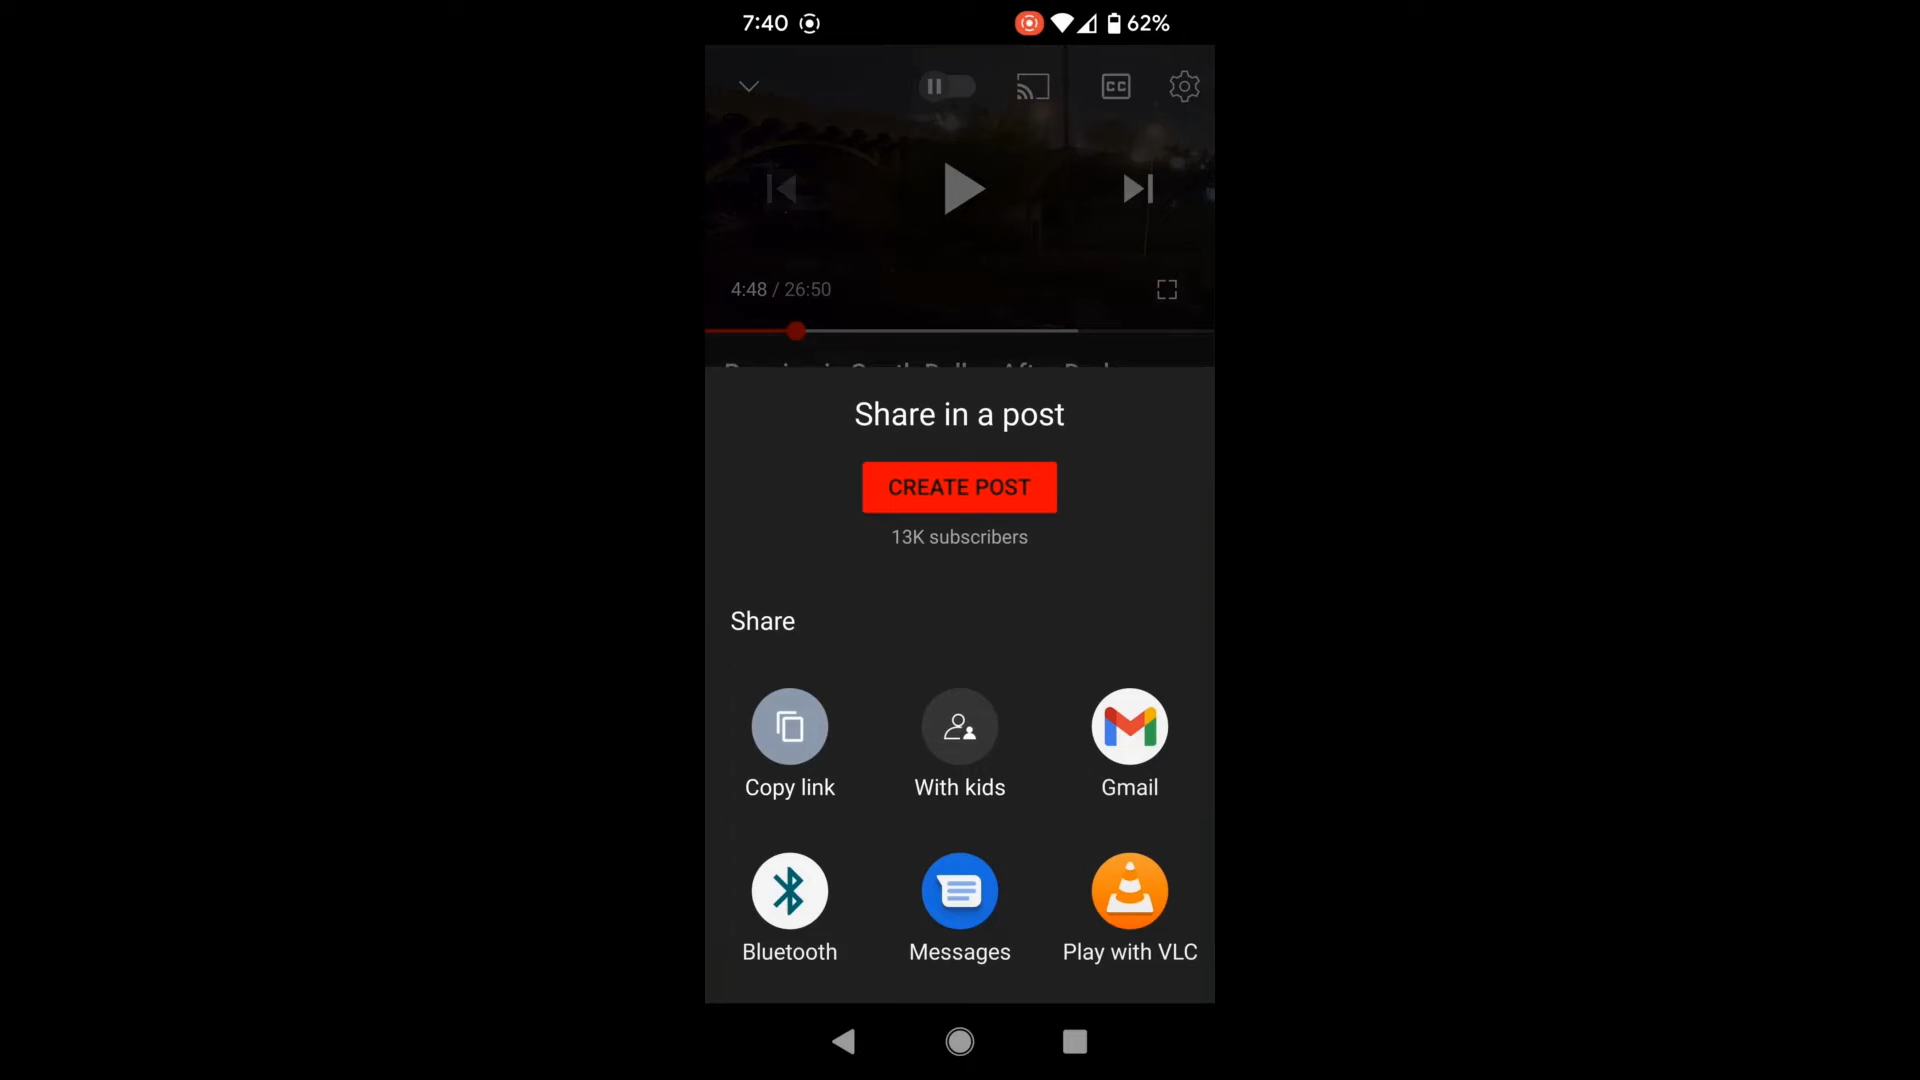 7:40 62%
CC
4:48 / 26:50
Share in a post
CREATE POST
13K subscribers
Share
Copy link With kids Gmail
Bluetooth Messages Play with VLC